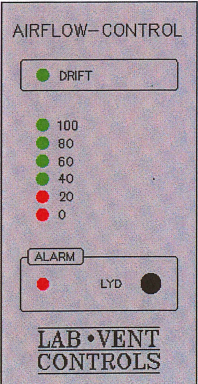 AIRFLOW-CONTROL
DRIFT
100
80
60
40
20
0
ALARM
LYD
LAB•VENT
CONTROLS